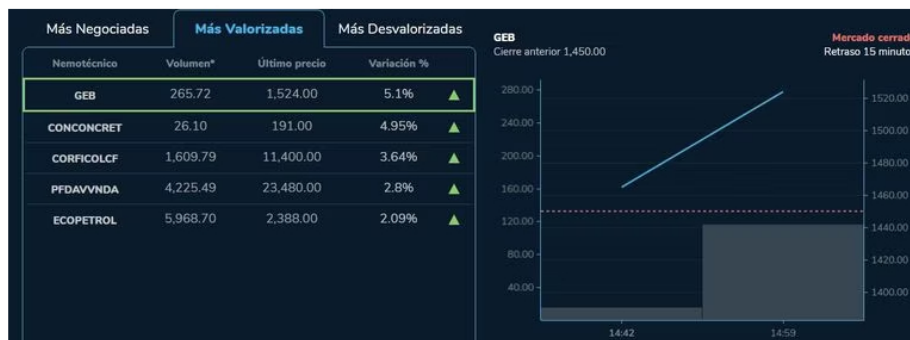 Más Negociadas Más Valorizadas Más Desvalorizadas
Nemotécnico Volumen* Último precio Variación %
GEB 265.72 1,524.00 5.1%
CONCONCRET 26.10 191.00 4.95%
CORFICOLCF 1,609.79 11,400.00 3.64%
PFDAVVNDA 4,225.49 23,480.00 2.8%
ECOPETROL 5,968.70 2,388.00 2.09%
GEB Mercado cerrad
Cierre anterior 1,450.00 Retraso 15 minuto
280.00 1520.00
240.00 1500.00
200.00 1480.00
160.00 1460.00
120.00 1440.00
80.00 1420.00
40.00 1400.00
14:42 14:59